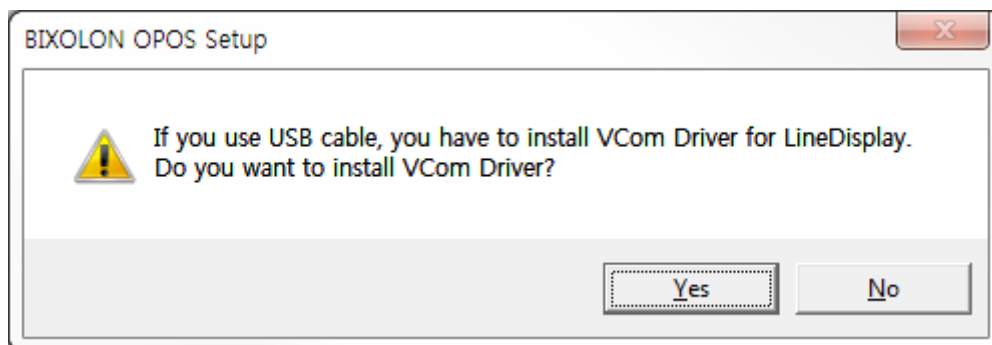 BIXOLON OPOS Setup
If you use USB cable, you have to install VCom Driver for LineDisplay.
Do you want to install VCom Driver?
Yes
No